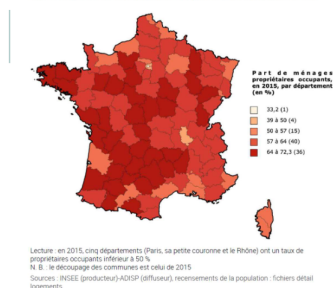 Part de ménages
propriétaires occupants,
en 2015, par département
(en %)
33,2 (1)
39 à 50 (4)
50 à 57 (15)
57 à 64 (40)
64 à 72,3 (36)
Lecture : en 2015, cinq départements (Paris, sa petite couronne et le Rhône) ont un taux de
propriétaires occupants inférieur à 50 %
N. B. : le découpage des communes est celui de 2015
Sources : INSEE (producteur)-ADISP (diffuseur), recensements de la population : fichiers détail
logements